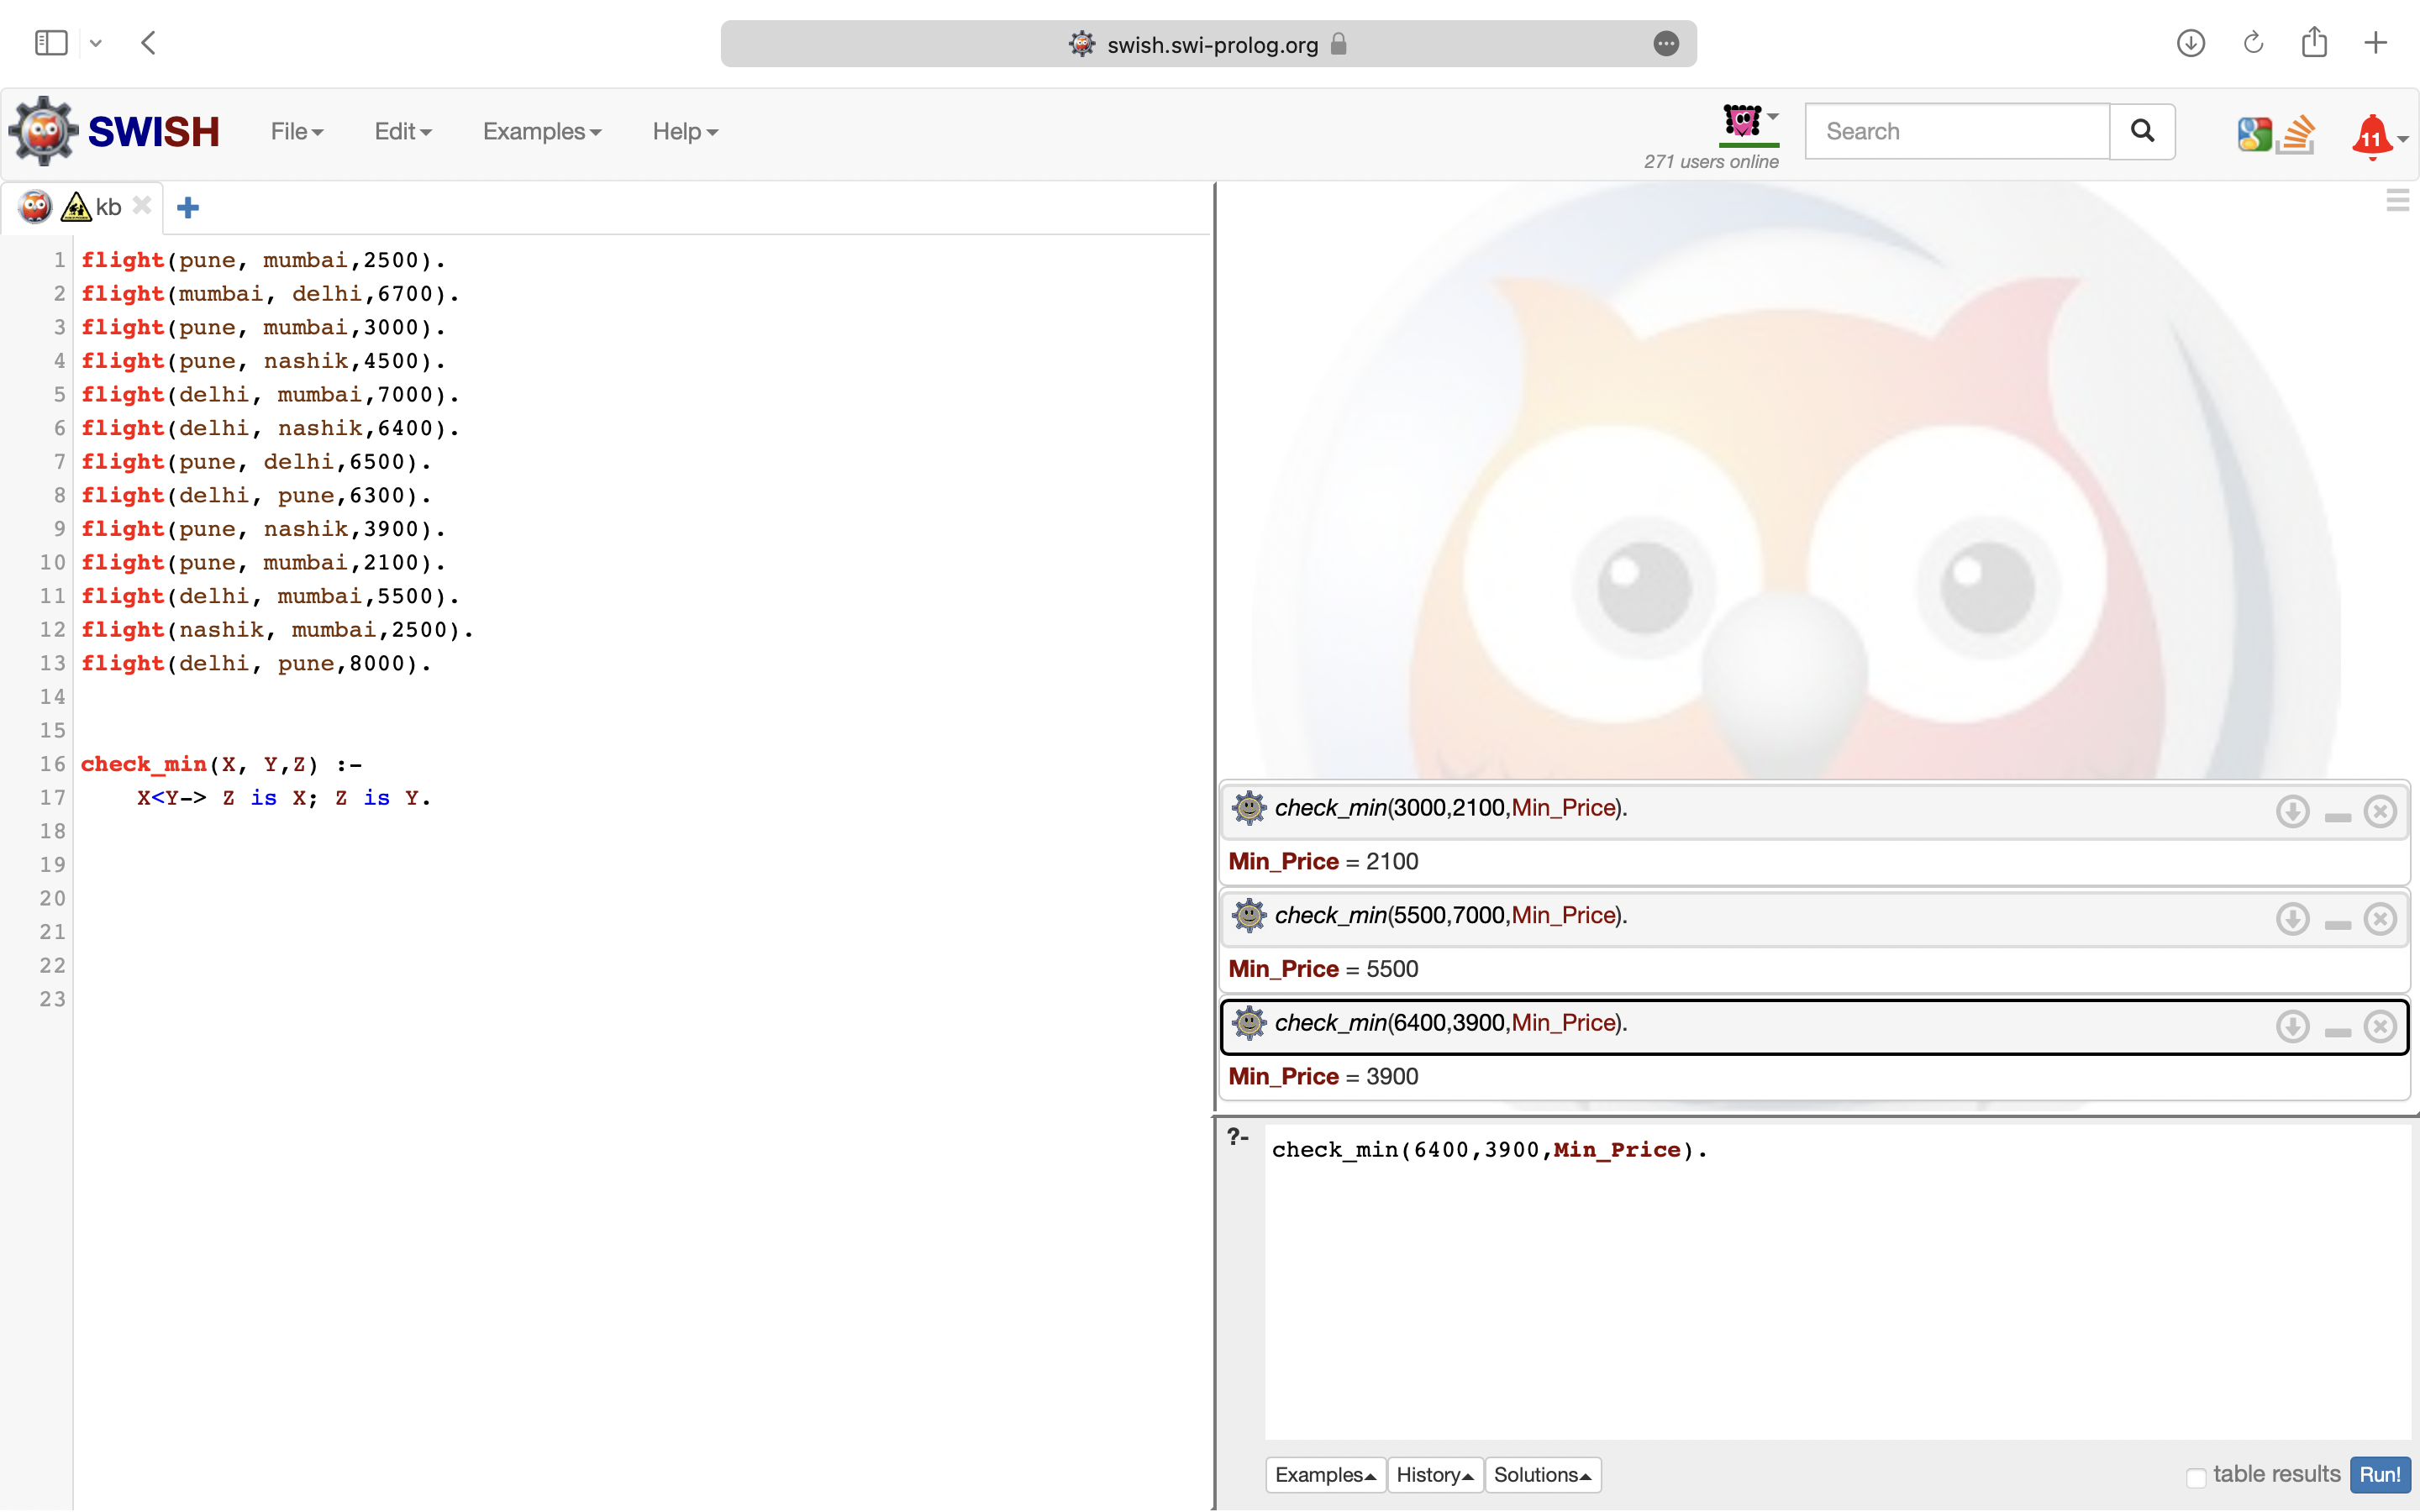 swish.swi-prolog.org
SWISH File Edit Examples Help 271 users online Search 11
kb
1 flight(pune, mumbai,2500).
2 flight(mumbai, delhi,6700).
3 flight(pune, mumbai,3000).
4 flight(pune, nashik,4500).
5 flight(delhi, mumbai,7000).
6 flight(delhi, nashik,6400).
7 flight(pune, delhi,6500).
8 flight(delhi, pune,6300).
9 flight(pune, nashik,3900).
10 flight(pune, mumbai,2100).
11 flight(delhi, mumbai,5500).
12 flight(nashik, mumbai,2500).
13 flight(delhi, pune,8000).
14
15
16 check_min(X, Y,Z) :-
17 X<Y-> Z is X; Z is Y.
18
19
20
21
22
23
check_min(3000,2100,Min_Price).
Min_Price = 2100
check_min(5500,7000,Min_Price).
Min_Price = 5500
check_min(6400,3900,Min_Price).
Min_Price = 3900
?- check_min(6400,3900,Min_Price).
Examples History Solutions table results Run!